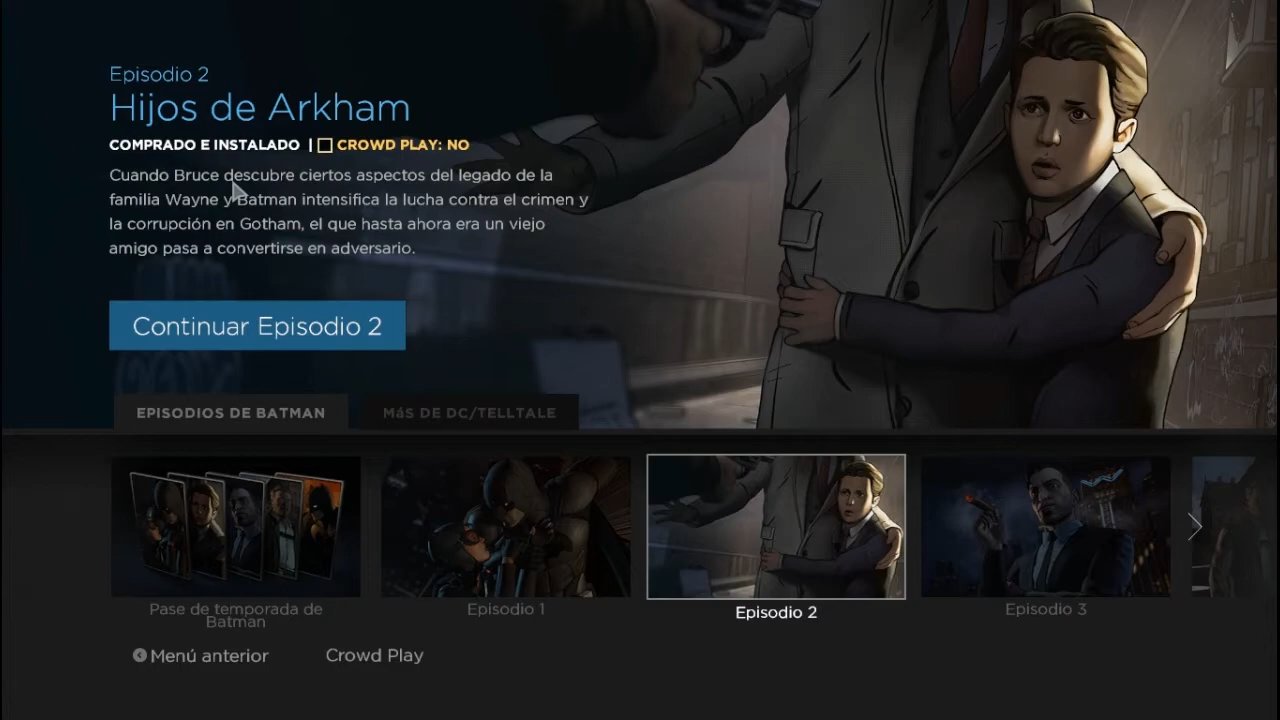 Episodio 2
Hijos de Arkham
COMPRADO E INSTALADO | CROWD PLAY: NO
Cuando Bruce descubre ciertos aspectos del legado de la
familia Wayne y Batman intensifica la lucha contra el crimen y
la corrupción en Gotham, el que hasta ahora era un viejo
amigo pasa a convertirse en adversario.
Continuar Episodio 2
EPISODIOS DE BATMAN
MáS DE DC/TELLTALE
Pase de temporada de
Batman
Episodio 1
Episodio 2
Episodio 3
Menú anterior
Crowd Play